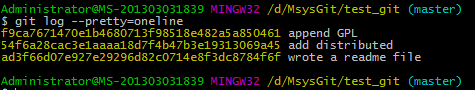 Administrator@MS-201303031839 MINGW32 /d/MsysGit/test_git (master)
$ git log --pretty=oneline
f9ca7671470e1b4680713f98518e482a5a850461 append GPL
54f6a28cac3e1aaaa18d7f4b47b3e19313069a45 add distributed
ad3f66d07e927e29296d82c0714e8f3dc8784f6f wrote a readme file

Administrator@MS-201303031839 MINGW32 /d/MsysGit/test_git (master)